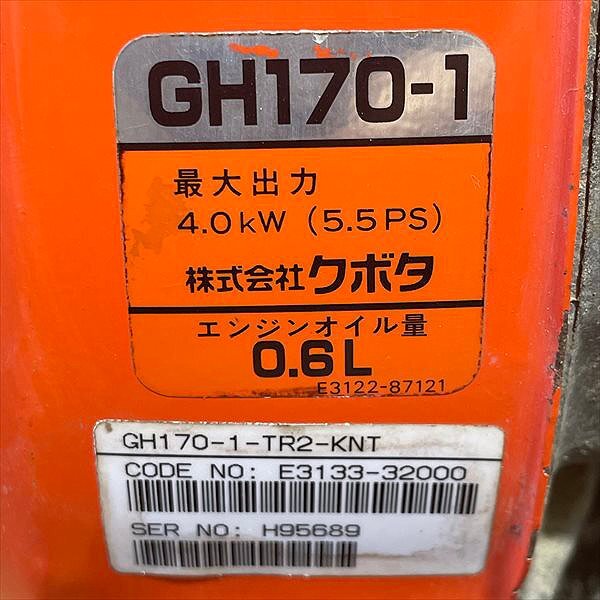 GH170-1
最大出力
4.0kW (5.5PS)
株式会社クボタ
エンジンオイル量
0.6L
E3122-87121
GH170-1-TR2-KNT
CODE NO: E3133-32000
SER NO: H95689